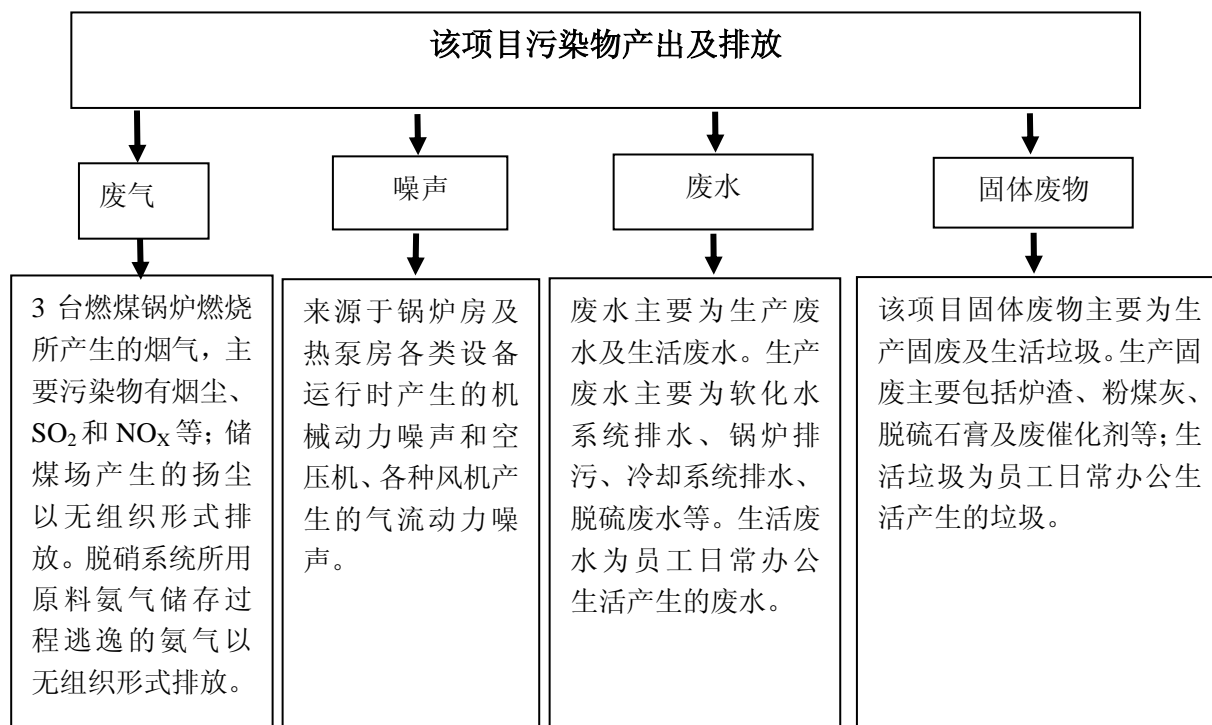 该项目污染物产出及排放
废气
噪声
废水
固体废物
3 台燃煤锅炉燃烧
所产生的烟气，主
要污染物有烟尘、
SO₂和 NOX等；储
煤场产生的扬尘
以无组织形式排
放。脱硝系统所用
原料氨气储存过
程逃逸的氨气以
无组织形式排放。
来源于锅炉房及
热泵房各类设备
运行时产生的机
械动力噪声和空
压机、各种风机产
生的气流动力噪
声。
废水主要为生产废
水及生活废水。生产
废水主要为软化水
系统排水、锅炉排
污、冷却系统排水、
脱硫废水等。生活废
水为员工日常办公
生活产生的废水。
该项目固体废物主要为生
产固废及生活垃圾。生产固
废主要包括炉渣、粉煤灰、
脱硫石膏及废催化剂等；生
活垃圾为员工日常办公生
活产生的垃圾。